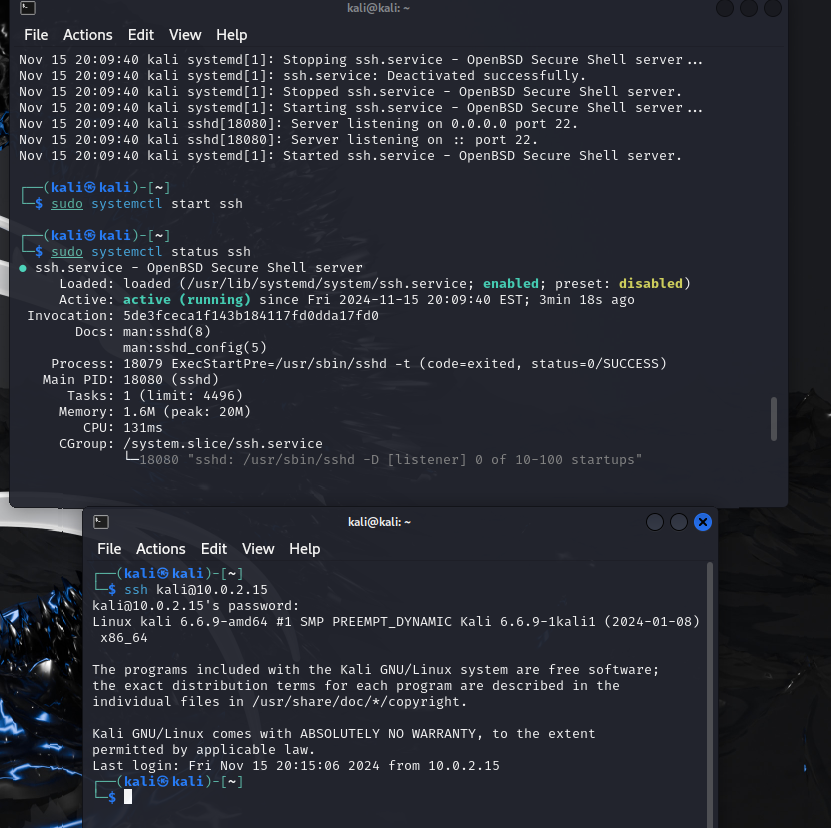 kali@kali: ~
File Actions Edit View Help
Nov 15 20:09:40 kali systemd[1]: Stopping ssh.service - OpenBSD Secure Shell server...
Nov 15 20:09:40 kali systemd[1]: ssh.service: Deactivated successfully.
Nov 15 20:09:40 kali systemd[1]: Stopped ssh.service - OpenBSD Secure Shell server.
Nov 15 20:09:40 kali systemd[1]: Starting ssh.service - OpenBSD Secure Shell server...
Nov 15 20:09:40 kali sshd[18080]: Server listening on 0.0.0.0 port 22.
Nov 15 20:09:40 kali sshd[18080]: Server listening on :: port 22.
Nov 15 20:09:40 kali systemd[1]: Started ssh.service - OpenBSD Secure Shell server.
┌──(kali㉿kali)-[~]
└─$ sudo systemctl start ssh
┌──(kali㉿kali)-[~]
└─$ sudo systemctl status ssh
● ssh.service - OpenBSD Secure Shell server
Loaded: loaded (/usr/lib/systemd/system/ssh.service; enabled; preset: disabled)
Active: active (running) since Fri 2024-11-15 20:09:40 EST; 3min 18s ago
Invocation: 5de3fceca1f143b184117fd0dda17fd0
Docs: man:sshd(8)
man:sshd_config(5)
Process: 18079 ExecStartPre=/usr/sbin/sshd -t (code=exited, status=0/SUCCESS)
Main PID: 18080 (sshd)
Tasks: 1 (limit: 4496)
Memory: 1.6M (peak: 20M)
CPU: 131ms
CGroup: /system.slice/ssh.service
└─18080 "sshd: /usr/sbin/sshd -D [listener] 0 of 10-100 startups"
kali@kali: ~
File Actions Edit View Help
┌──(kali㉿kali)-[~]
└─$ ssh kali@10.0.2.15
kali@10.0.2.15's password:
Linux kali 6.6.9-amd64 #1 SMP PREEMPT_DYNAMIC Kali 6.6.9-1kali1 (2024-01-08)
x86_64
The programs included with the Kali GNU/Linux system are free software;
the exact distribution terms for each program are described in the
individual files in /usr/share/doc/*/copyright.
Kali GNU/Linux comes with ABSOLUTELY NO WARRANTY, to the extent
permitted by applicable law.
Last login: Fri Nov 15 20:15:06 2024 from 10.0.2.15
┌──(kali㉿kali)-[~]
└─$